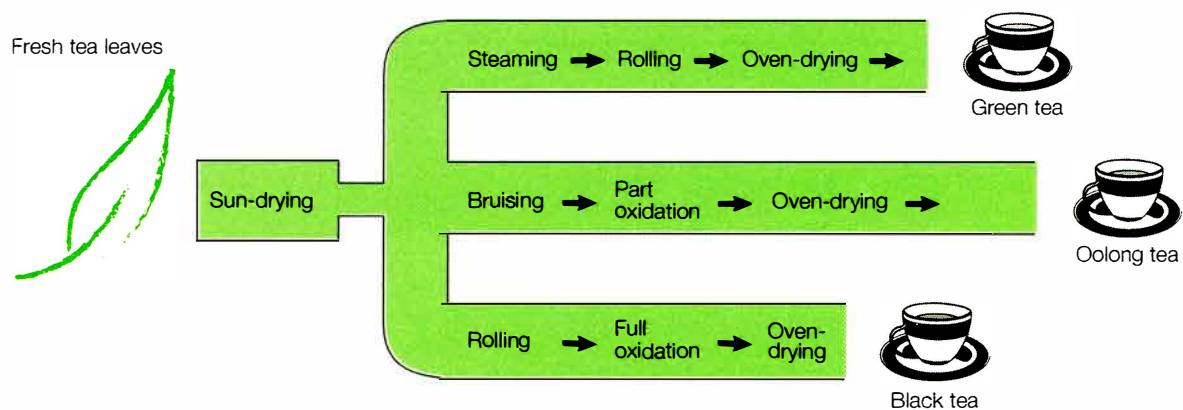 Fresh tea leaves
Sun-drying
Steaming → Rolling → Oven-drying →
Green tea
Bruising → Part oxidation → Oven-drying →
Oolong tea
Rolling → Full oxidation → Oven-drying
Black tea